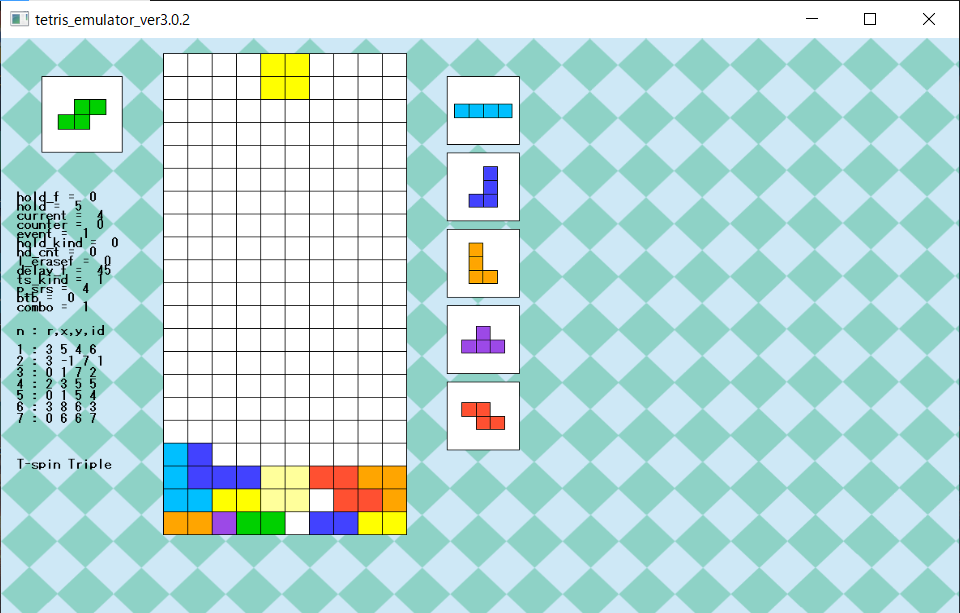 tetris_emulator_ver3.0.2
hold_f = 0
hold = 5
current = 4
counter = 0
event = 1
hold_kind = 0
hd_cnt = 0
l_erasef = 0
delay_f = 45
ts_kind = 1
p_srs = 4
btb = 0
combo = 1
n : r,x,y,id
1 : 3 5 4 6
2 : 3 -1 7 1
3 : 0 1 7 2
4 : 2 3 5 5
5 : 0 1 5 4
6 : 3 8 6 3
7 : 0 6 6 7
T-spin Triple